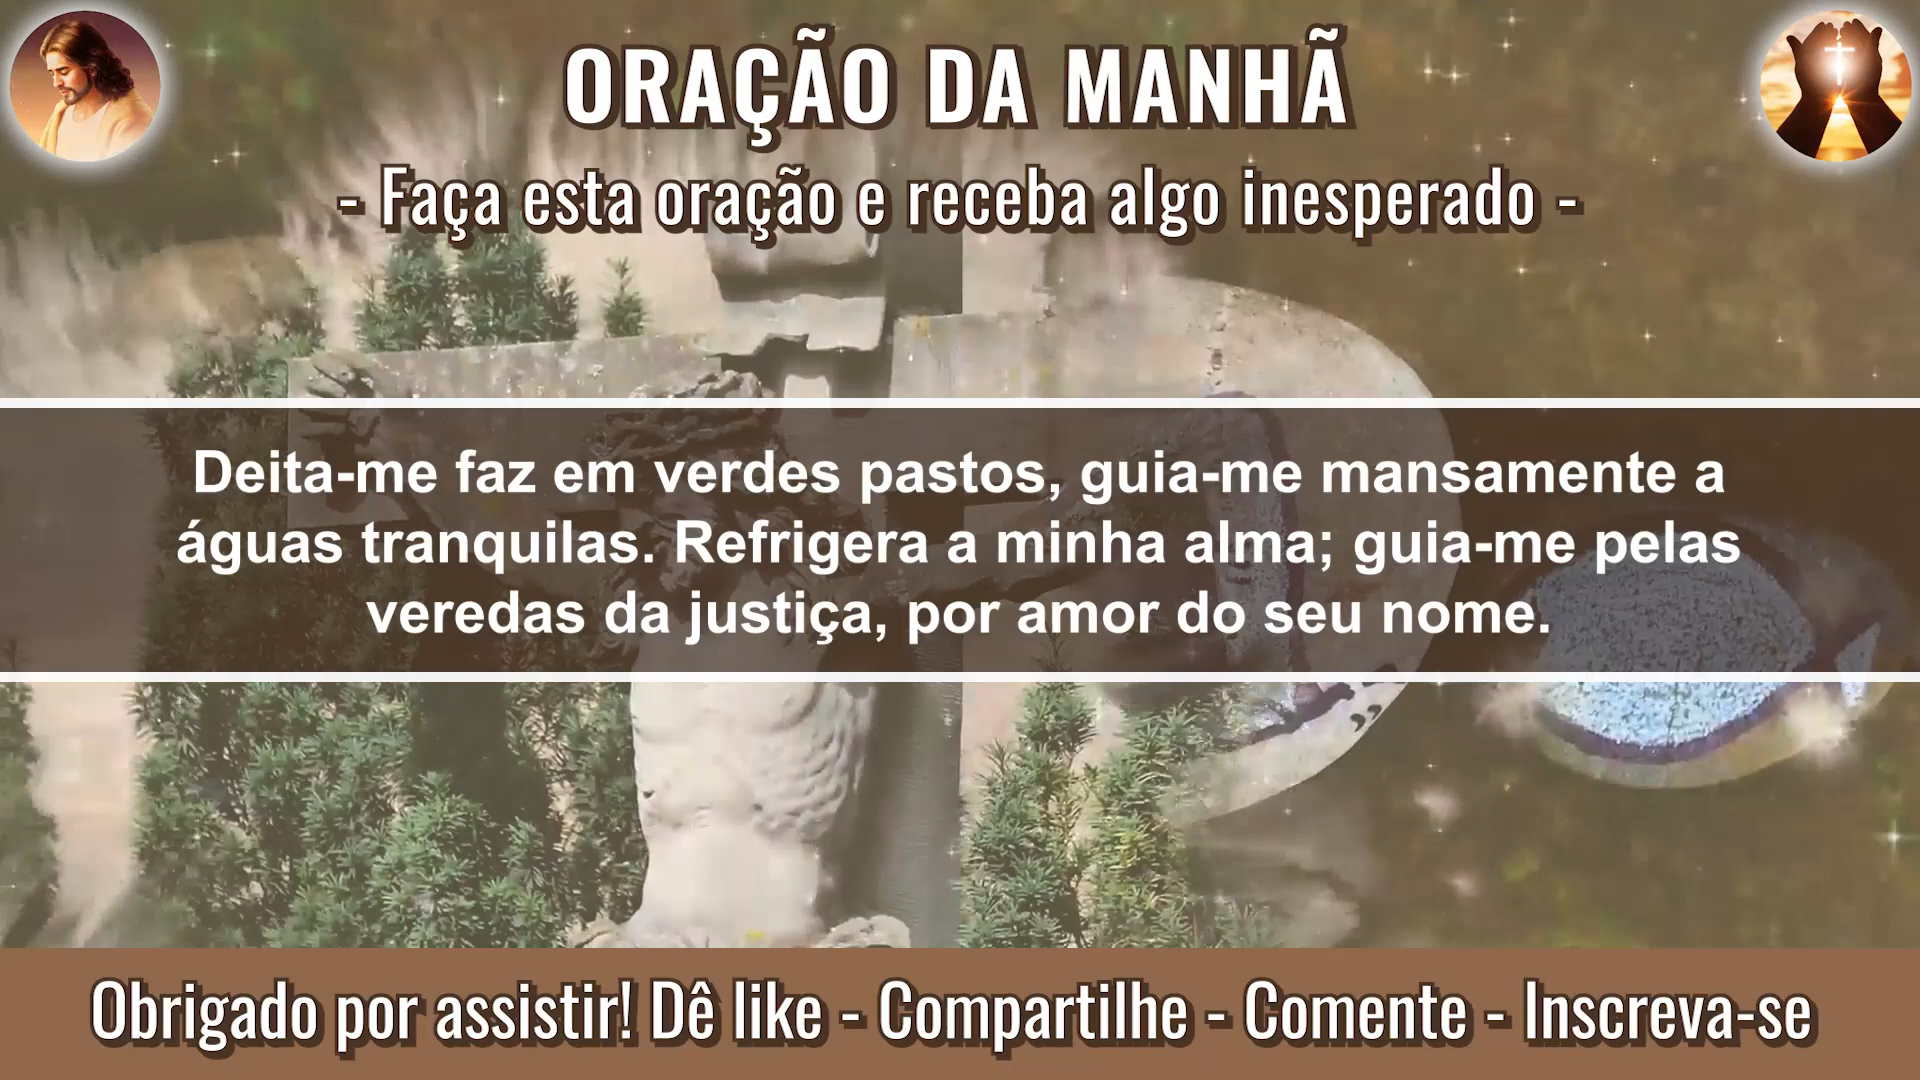 ORAÇÃO DA MANHÃ
- Faça esta oração e receba algo inesperado -
Deita-me faz em verdes pastos, guia-me mansamente a
águas tranquilas. Refrigera a minha alma; guia-me pelas
veredas da justiça, por amor do seu nome.
Obrigado por assistir! Dê like - Compartilhe - Comente - Inscreva-se